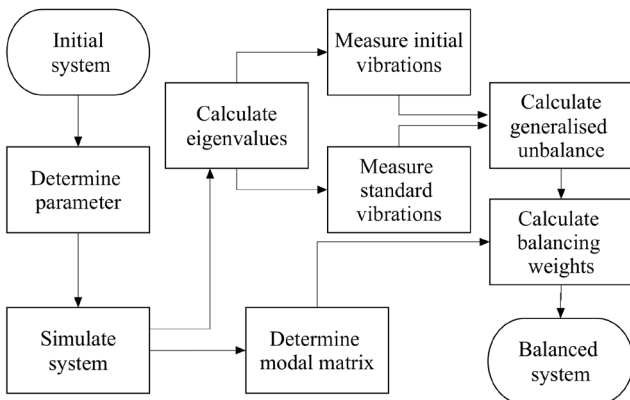 Initial
system
Determine
parameter
Simulate
system
Calculate
eigenvalues
Determine
modal matrix
Measure initial
vibrations
Measure
standard
vibrations
Calculate
generalised
unbalance
Calculate
balancing
weights
Balanced
system